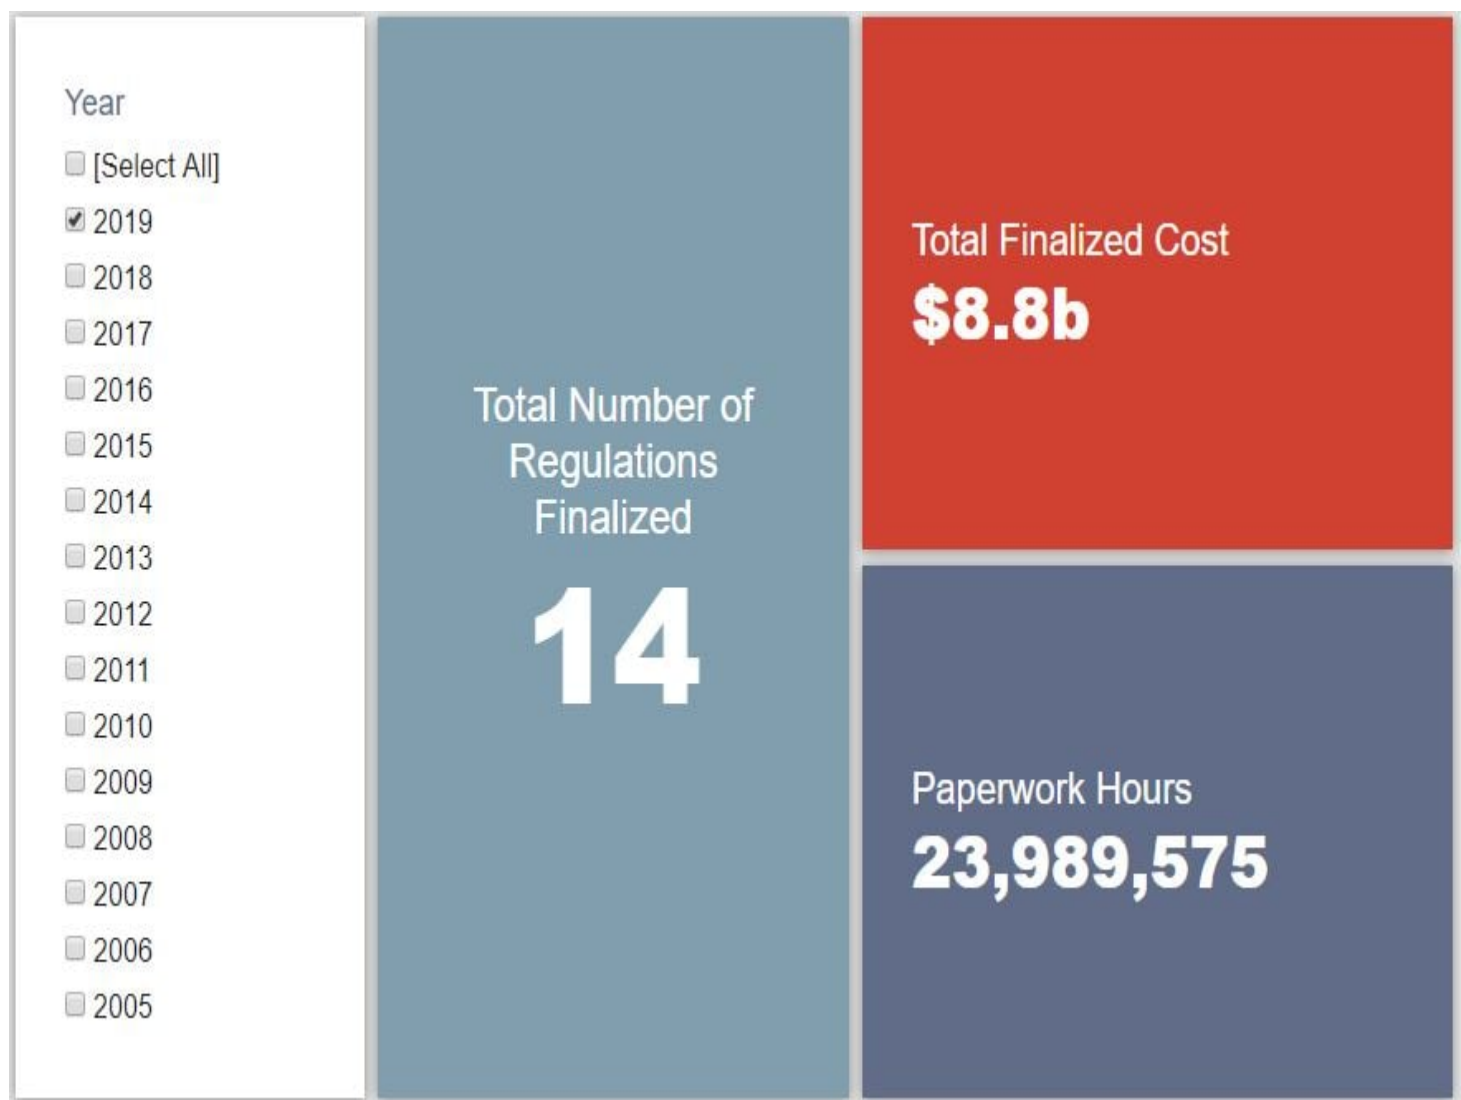 Year
[Select All]
2019
2018
2017
2016
2015
2014
2013
2012
2011
2010
2009
2008
2007
2006
2005
Total Number of
Regulations
Finalized
14
Total Finalized Cost
$8.8b
Paperwork Hours
23,989,575